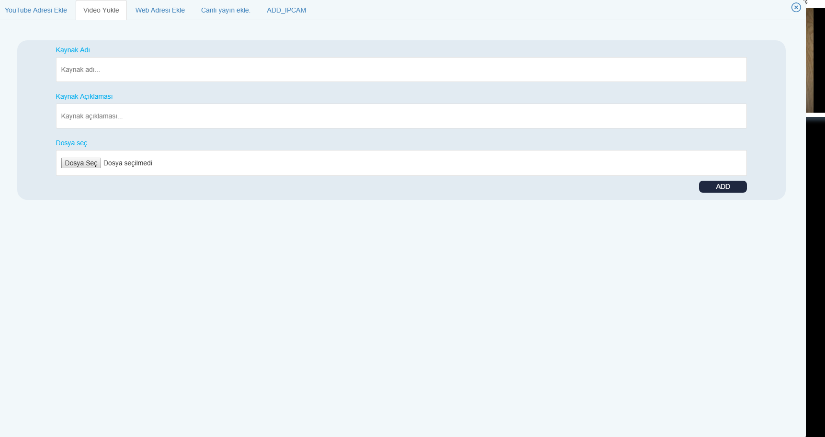 YouTube Adresi Ekle Video Yükle Web Adresi Ekle Canlı yayın ekle. ADD_IPCAM
Kaynak Adı
Kaynak adı...
Kaynak Açıklaması
Kaynak açıklaması...
Dosya seç
Dosya Seç Dosya seçilmedi
ADD